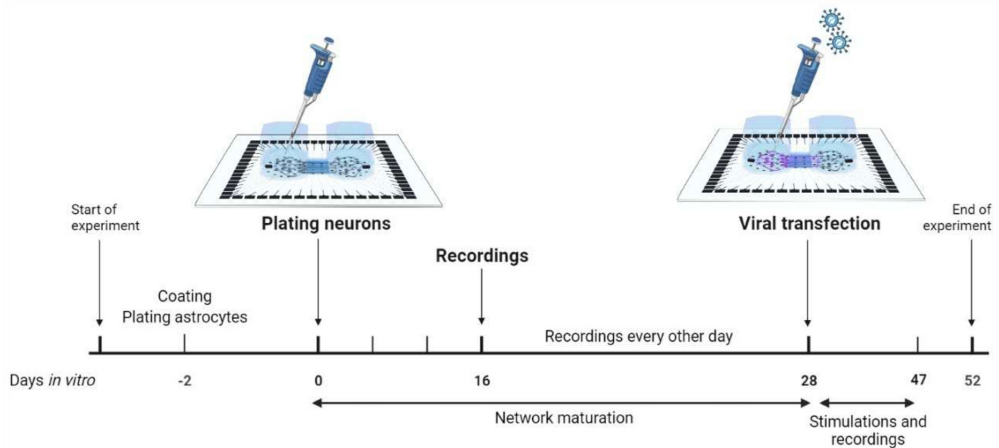 Start of
experiment
Plating neurons
Viral transfection
End of
experiment
Recordings
Coating
Plating astrocytes
Recordings every other day
Days in vitro
-2
0
16
28
47
52
Network maturation
Stimulations and
recordings